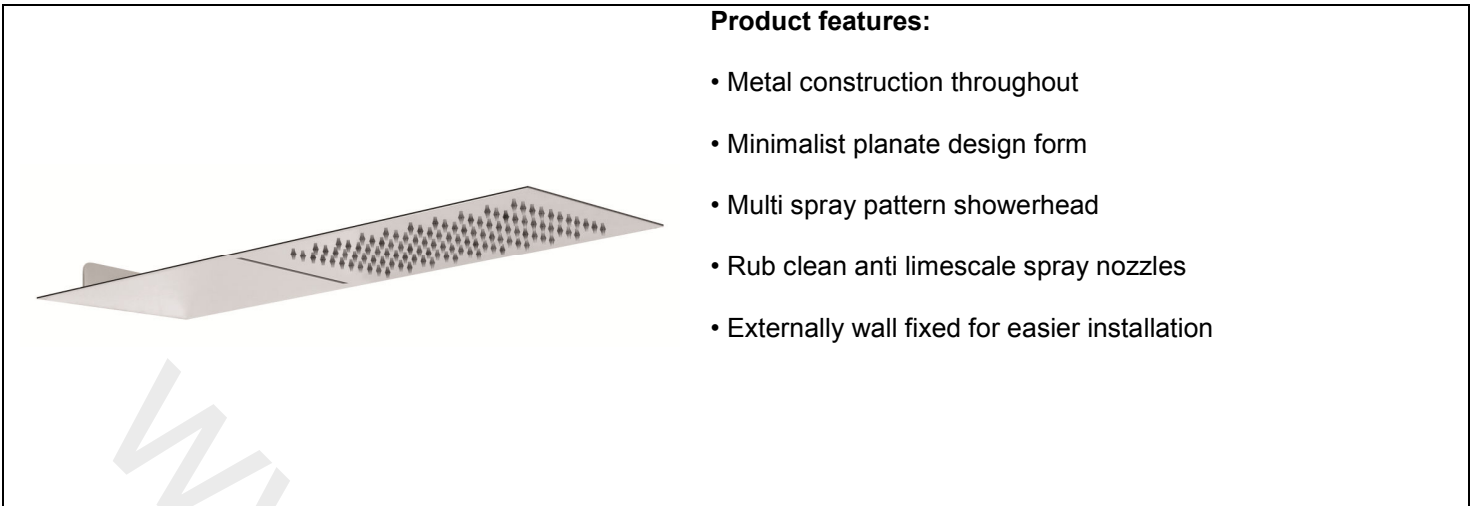 Product features:
• Metal construction throughout
• Minimalist planate design form
• Multi spray pattern showerhead
• Rub clean anti limescale spray nozzles
• Externally wall fixed for easier installation